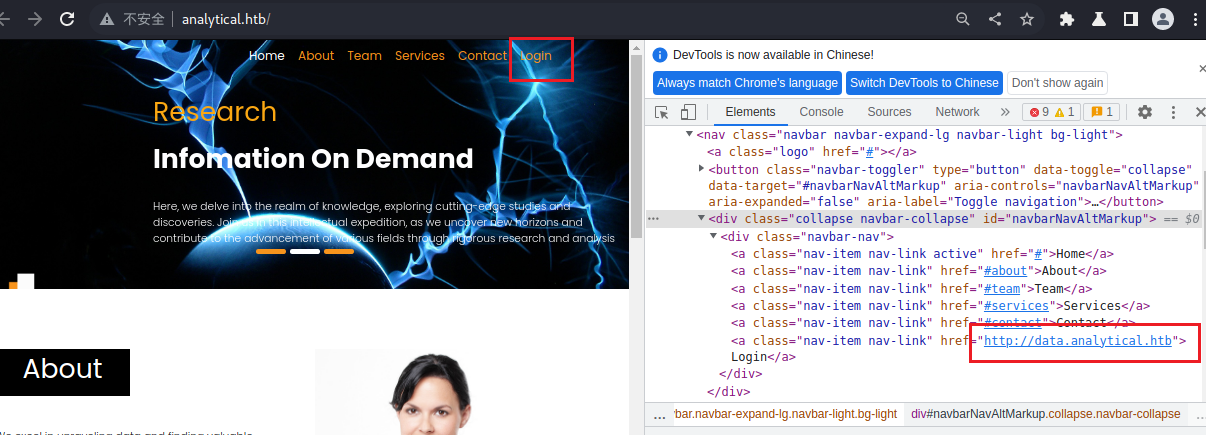 不安全 analytical.htb/
Home About Team Services Contact Login
Research
Infomation On Demand
Here, we delve into the realm of knowledge, exploring cutting-edge studies and
discoveries. Join us in this intellectual expedition, as we uncover new horizons and
contribute to the advancement of various fields through rigorous research and analysis
About
We excel in unraveling data and finding valuable
DevTools is now available in Chinese!
Always match Chrome's language Switch DevTools to Chinese Don't show again
Elements Console Sources Network » 9 1 1
<nav class="navbar navbar-expand-lg navbar-light bg-light">
<a class="logo" href="#"></a>
<button class="navbar-toggler" type="button" data-toggle="collapse"
data-target="#navbarNavAltMarkup" aria-controls="navbarNavAltMarkup"
aria-expanded="false" aria-label="Toggle navigation">…</button>
<div class="collapse navbar-collapse" id="navbarNavAltMarkup"> == $0
<div class="navbar-nav">
<a class="nav-item nav-link active" href="#">Home</a>
<a class="nav-item nav-link" href="#about">About</a>
<a class="nav-item nav-link" href="#team">Team</a>
<a class="nav-item nav-link" href="#services">Services</a>
<a class="nav-item nav-link" href="#contact">Contact</a>
<a class="nav-item nav-link" href="http://data.analytical.htb">
Login</a>
</div>
</div>
… vbar.navbar-expand-lg.navbar-light.bg-light div#navbarNavAltMarkup.collapse.navbar-collapse …